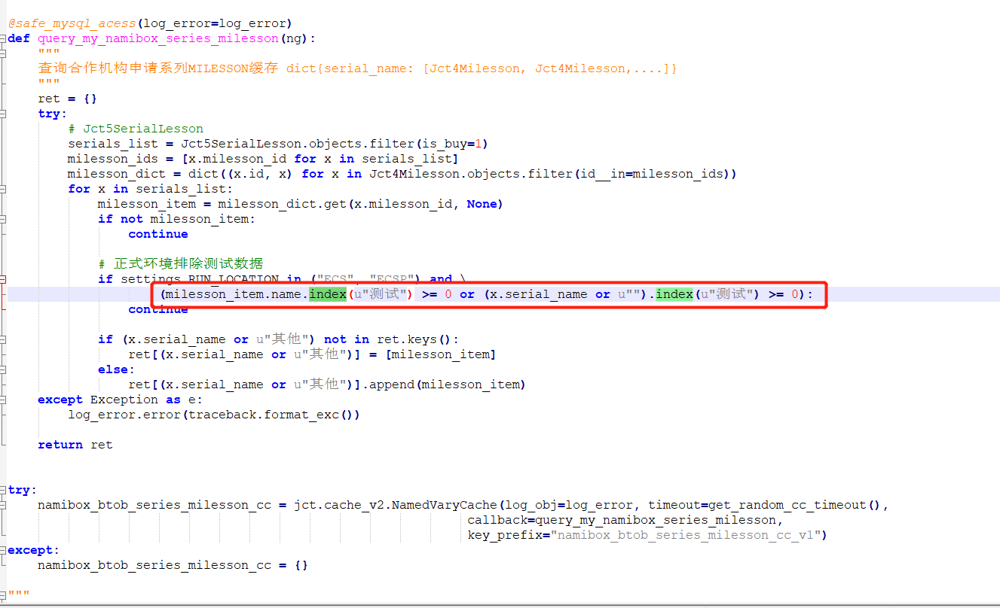 @safe_mysql_acess(log_error=log_error)
def query_my_namibox_series_milesson(ng):
    """
    查询合作机构申请系列MILESSON缓存 dict{serial_name: [Jct4Milesson, Jct4Milesson,....]}
    """
    ret = {}
    try:
        # Jct5SerialLesson
        serials_list = Jct5SerialLesson.objects.filter(is_buy=1)
        milesson_ids = [x.milesson_id for x in serials_list]
        milesson_dict = dict((x.id, x) for x in Jct4Milesson.objects.filter(id__in=milesson_ids))
        for x in serials_list:
            milesson_item = milesson_dict.get(x.milesson_id, None)
            if not milesson_item:
                continue
            # 正式环境排除测试数据
            if settings.RUN_LOCATION in ("ECS", "ECSP") and \
                    (milesson_item.name.index(u"测试") >= 0 or (x.serial_name or u"").index(u"测试") >= 0):
                continue
            if (x.serial_name or u"其他") not in ret.keys():
                ret[(x.serial_name or u"其他")] = [milesson_item]
            else:
                ret[(x.serial_name or u"其他")].append(milesson_item)
    except Exception as e:
        log_error.error(traceback.format_exc())
    return ret
try:
    namibox_btob_series_milesson_cc = jct.cache_v2.NamedVaryCache(log_obj=log_error, timeout=get_random_cc_timeout(),
                                                             callback=query_my_namibox_series_milesson,
                                                             key_prefix="namibox_btob_series_milesson_cc_v1")
except:
    namibox_btob_series_milesson_cc = {}
"""